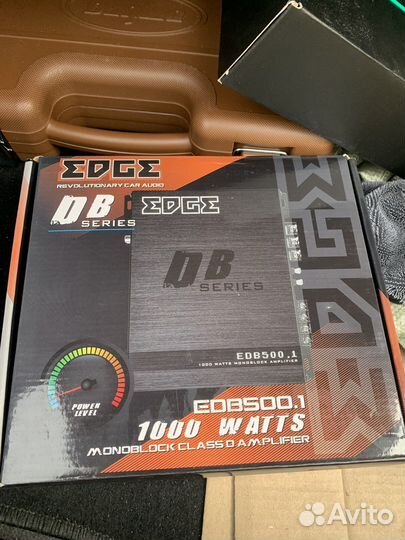 EDGE
REVOLUTIONARY CAR AUDIO
DB
SERIES
EDGE
DB
SERIES
EDB500.1
1000 WATTS MONOBLOCK AMPLIFIER
POWER
LEVEL
EDB500.1
1000 WATTS
MONOBLOCK CLASS D AMPLIFIER
Avito